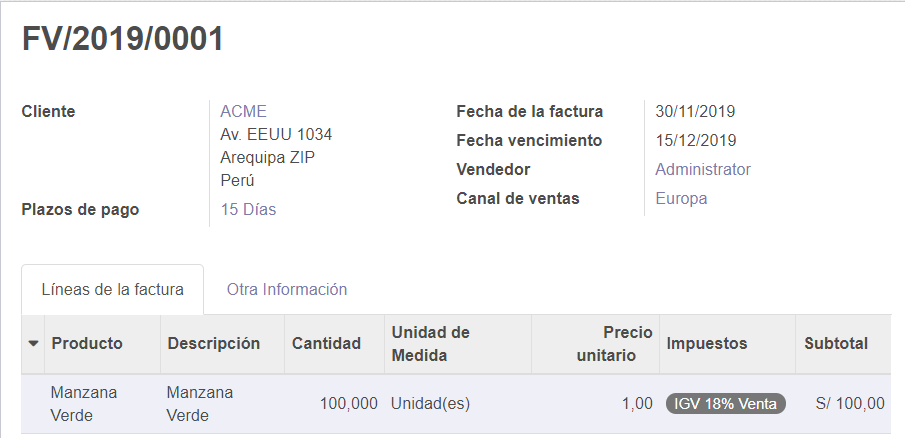 FV/2019/0001
Cliente
ACME
Av. EEUU 1034
Arequipa ZIP
Perú
Plazos de pago
15 Días
Fecha de la factura
30/11/2019
Fecha vencimiento
15/12/2019
Vendedor
Administrator
Canal de ventas
Europa
Líneas de la factura
Otra Información
Producto
Descripción
Cantidad
Unidad de
Medida
Precio
unitario
Impuestos
Subtotal
Manzana
Verde
Manzana
Verde
100,000
Unidad(es)
1,00
IGV 18% Venta
S/ 100,00